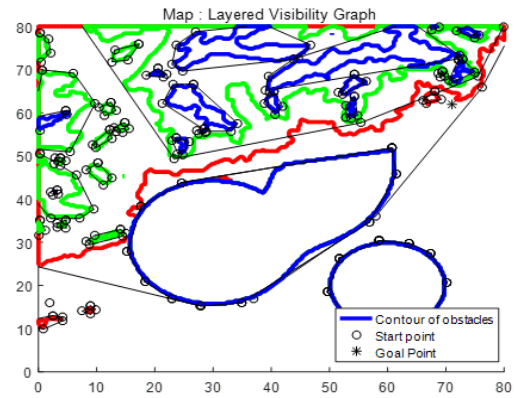 Map : Layered Visibility Graph
80
70
60
50
40
30
20
10
0
Contour of obstacles
Start point
Goal Point
0 10 20 30 40 50 60 70 80